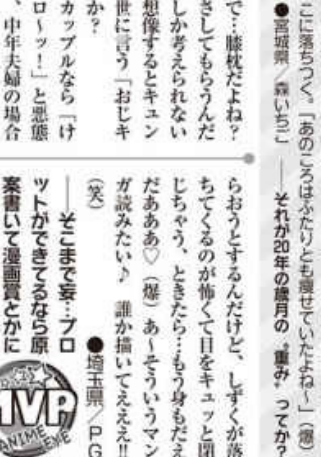 こに落ちつく。「あのころはふたりとも痩せていたよね〜」(爆)
●宮城県／森いちご ――それが20年の歳月の〝重み〟ってか?
で…膝枕だよね?
さしてもらうんだ
しか考えられない
想像するとキュン
世に言う「おじキ
か?
カップルなら「け
ロ〜ッ!」と悪態
、中年夫婦の場合
らおうとするんだけど、しずくが落
ちてくるのが怖くて目をキュッと閉
じちゃう、ときたら…もう身もだえ
だあああ♡(爆) あ〜そういうマン
ガ読みたい♪ 誰か描いてえええ!!
(笑)
●埼玉県／PG
――そこまで妄…プロ
ットができてるなら原
案書いて漫画賞とかに
MVP
ANIME EYE